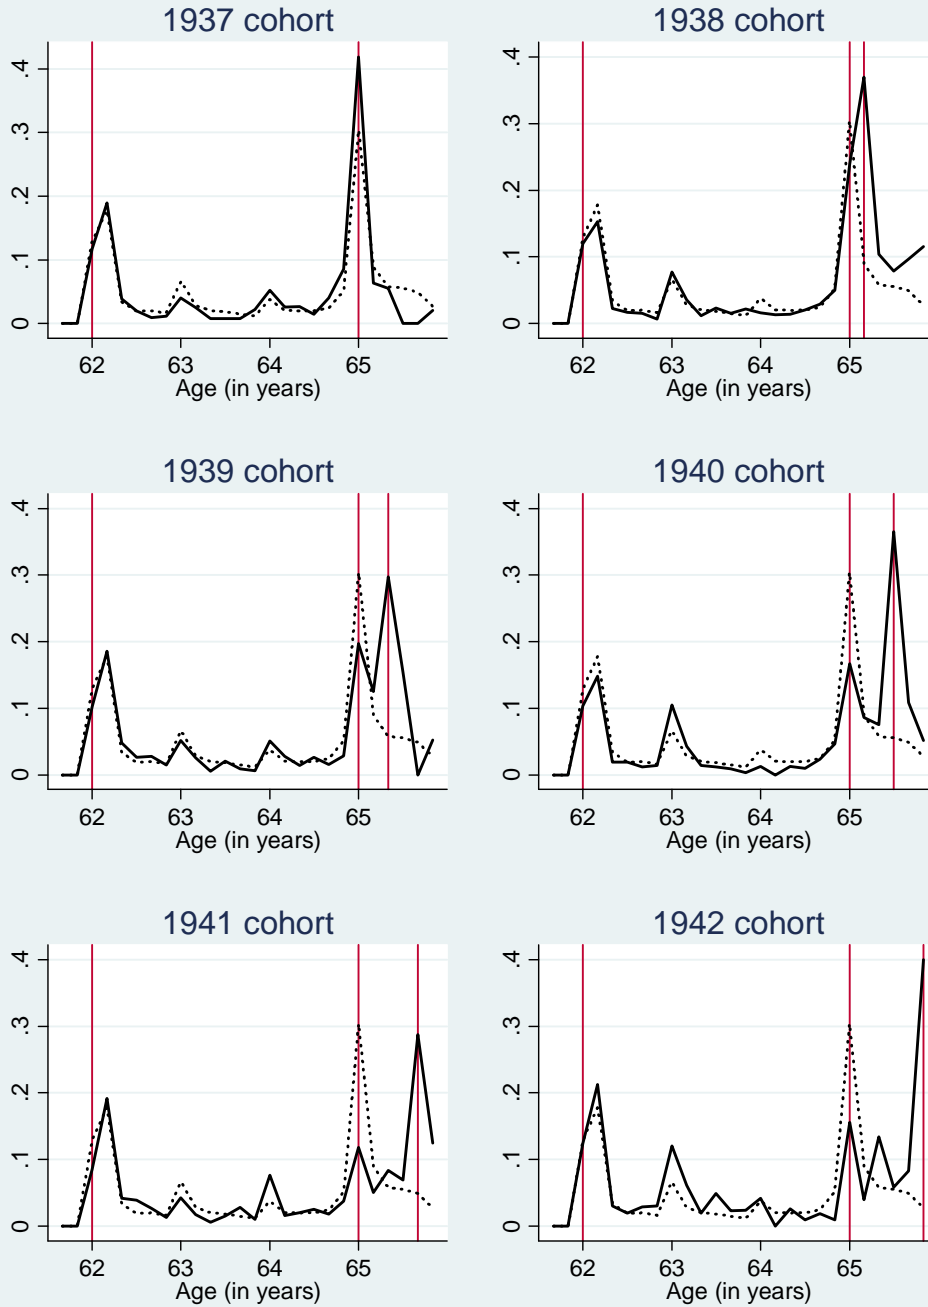 1937 cohort
.4
.3
.2
.1
0
62 63 64 65
Age (in years)
1938 cohort
.4
.3
.2
.1
0
62 63 64 65
Age (in years)
1939 cohort
.4
.3
.2
.1
0
62 63 64 65
Age (in years)
1940 cohort
.4
.3
.2
.1
0
62 63 64 65
Age (in years)
1941 cohort
.4
.3
.2
.1
0
62 63 64 65
Age (in years)
1942 cohort
.4
.3
.2
.1
0
62 63 64 65
Age (in years)